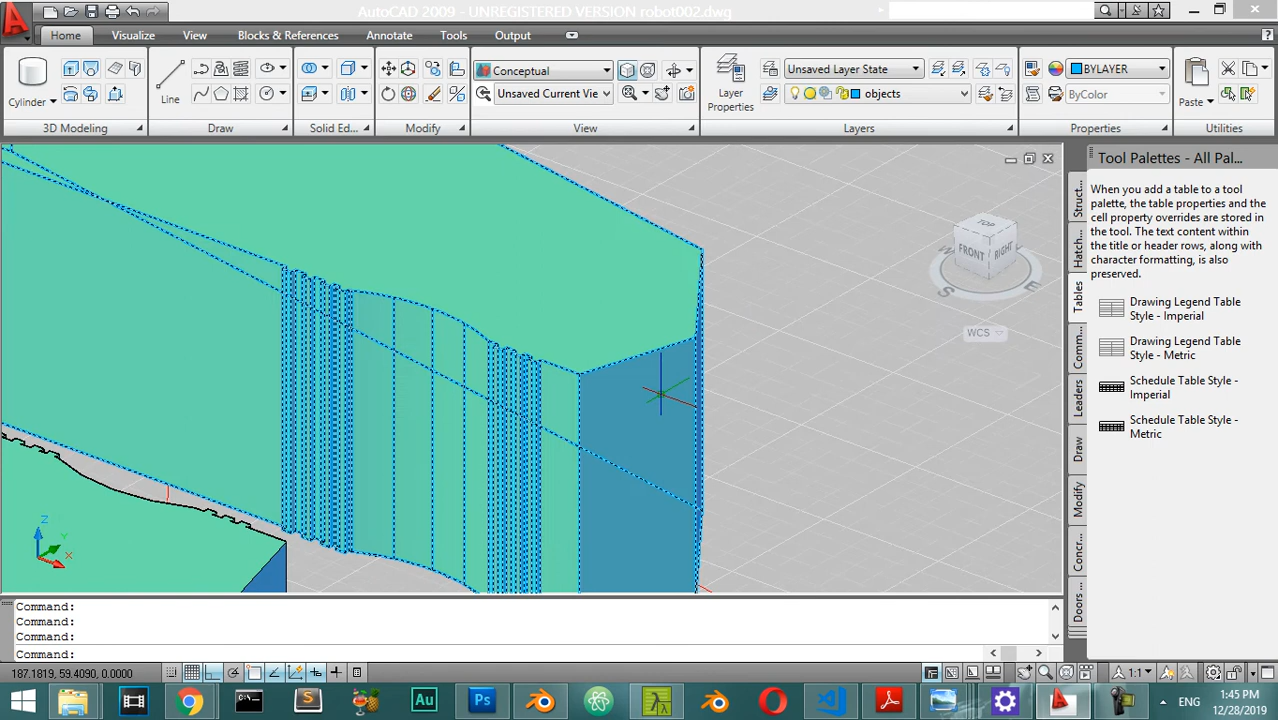 AutoCAD 2009 - UNREGISTERED VERSION robot002.dwg
Home Visualize View Blocks & References Annotate Tools Output
Conceptual Unsaved Layer State BYLAYER
Cylinder Line Unsaved Current Vie Layer Properties objects ByColor Paste
3D Modeling Draw Solid Ed... Modify View Layers Properties Utilities
Tool Palettes - All Pal...
When you add a table to a tool
palette, the table properties and the
cell property overrides are stored in
the tool. The text content within
the title or header rows, along with
character formatting, is also
preserved.
Drawing Legend Table
Style - Imperial
Drawing Legend Table
Style - Metric
Schedule Table Style -
Imperial
Schedule Table Style -
Metric
Struct...
Hatch...
Tables
Comm...
Leaders
Draw
Modify
Concr...
Doors ...
TOP
FRONT RIGHT
W S E
WCS
Z
Y
X
Command:
Command:
Command:
Command:
187.1819, 59.4090, 0.0000 1:1
Au Ps ENG 1:45 PM
12/28/2019